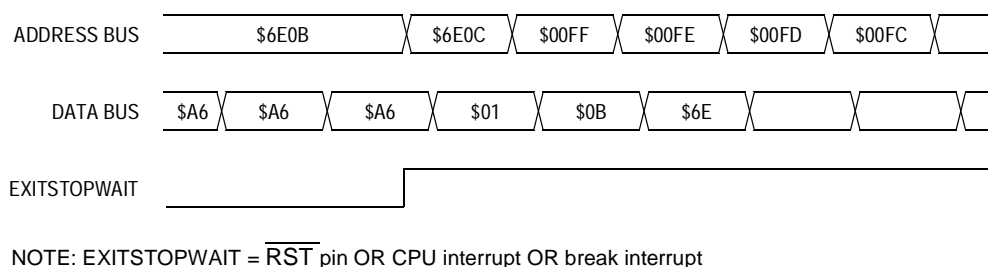 ADDRESS BUS $6E0B $6E0C $00FF $00FE $00FD $00FC
DATA BUS $A6 $A6 $A6 $01 $0B $6E
EXITSTOPWAIT
NOTE: EXITSTOPWAIT = RST pin OR CPU interrupt OR break interrupt